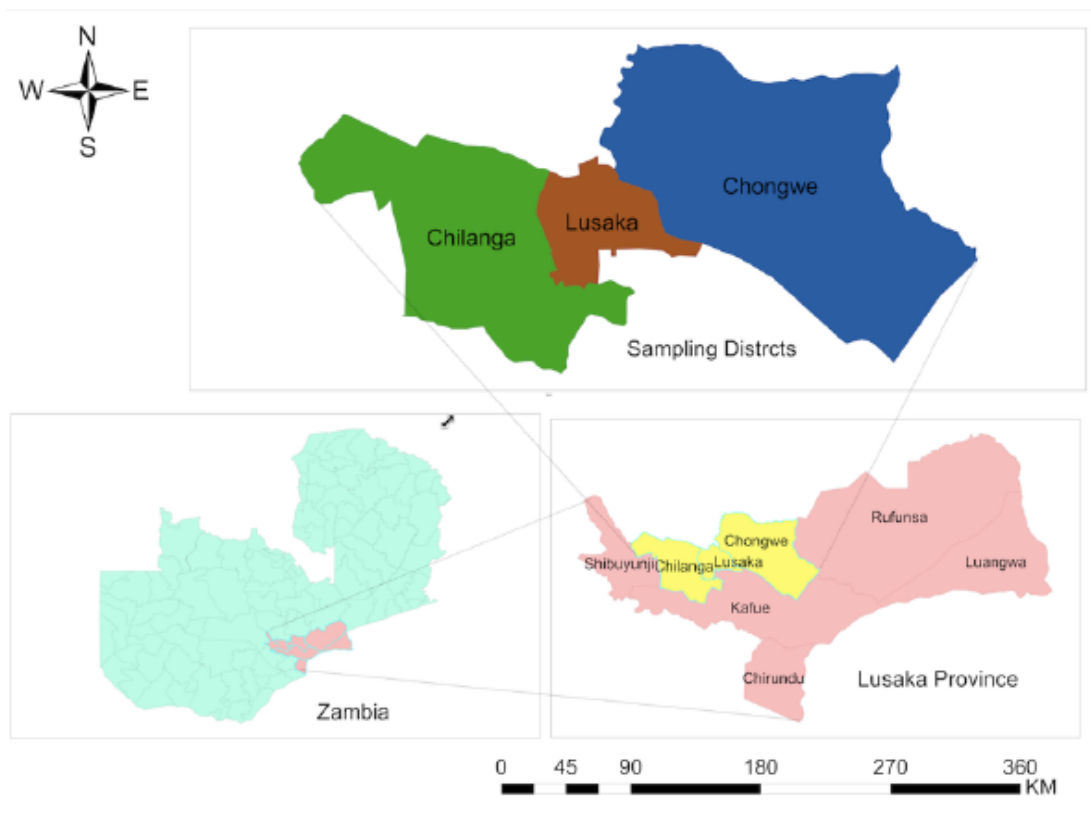 N
W E
S
Chongwe
Lusaka
Chilanga
Sampling Distrcts
Rufunsa
Chongwe
Shibuyunji Chilanga Lusaka
Luangwa
Kafue
Chirundu
Lusaka Province
Zambia
0 45 90 180 270 360
KM